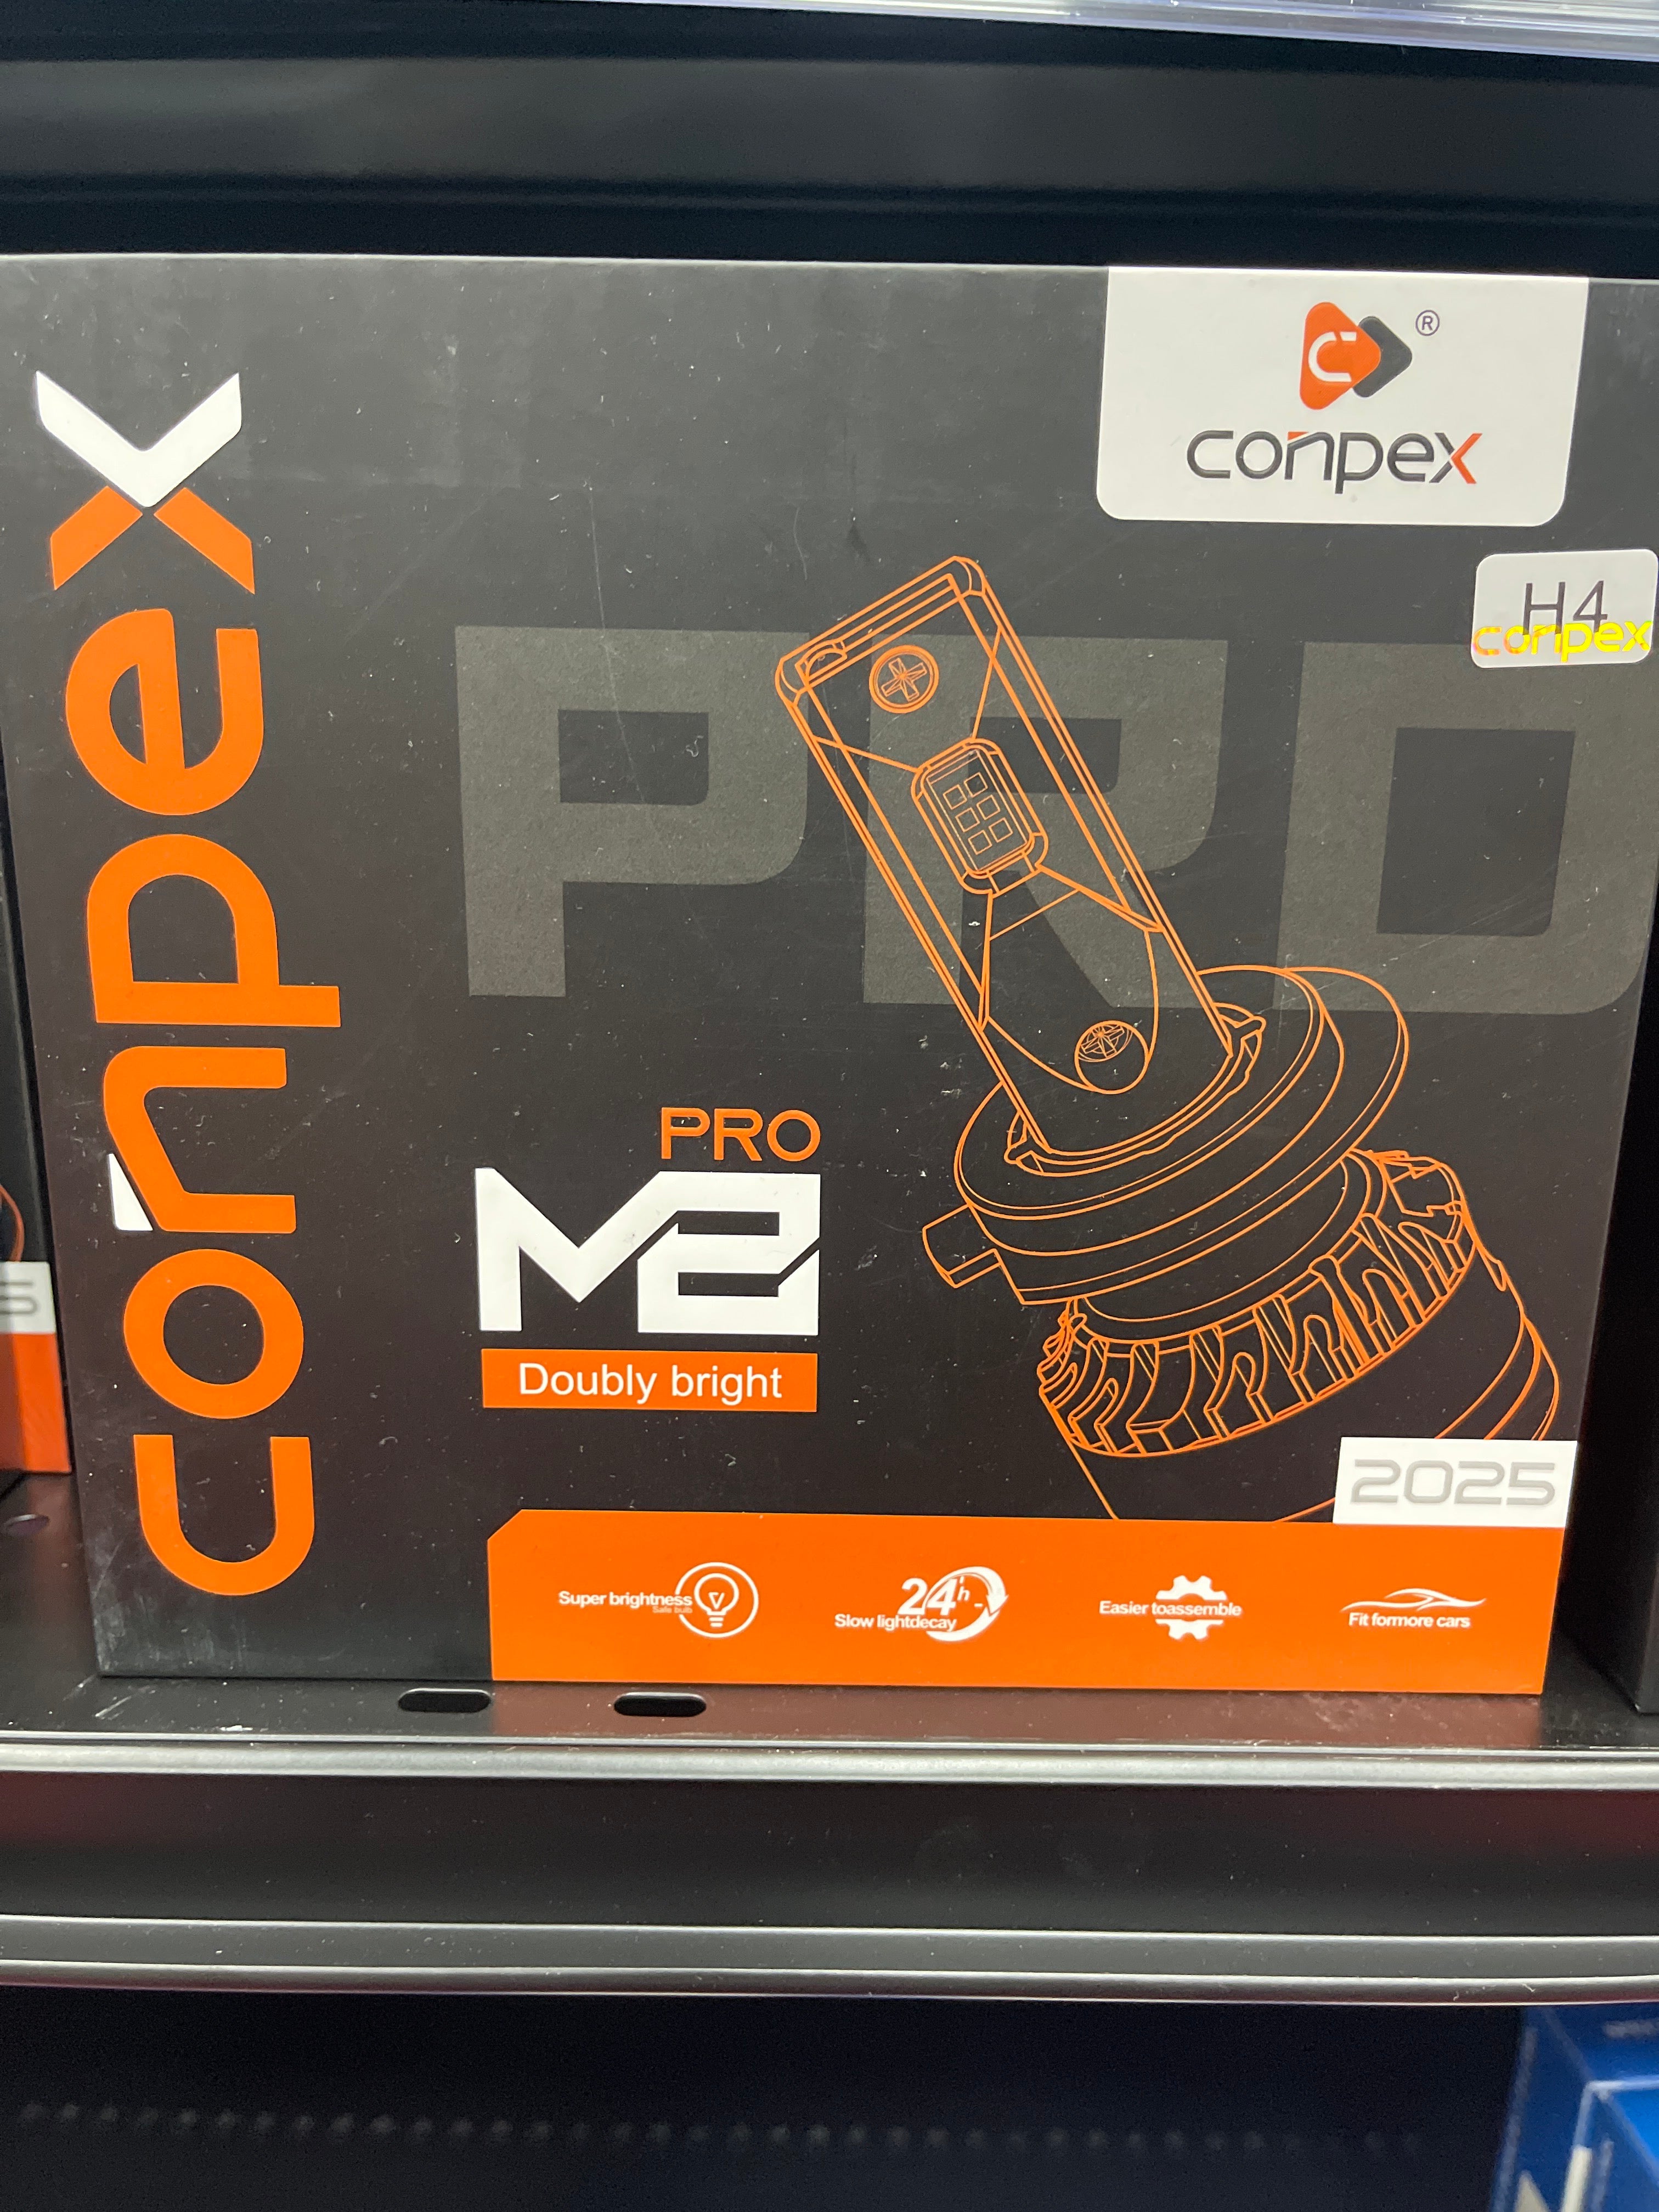 conpex
®
conpex
H4
conpex
PRO
PRO
M2
Doubly bright
2025
Super brightness
Safe bulb
24h
Slow lightdecay
Easier toassemble
Fit formore cars